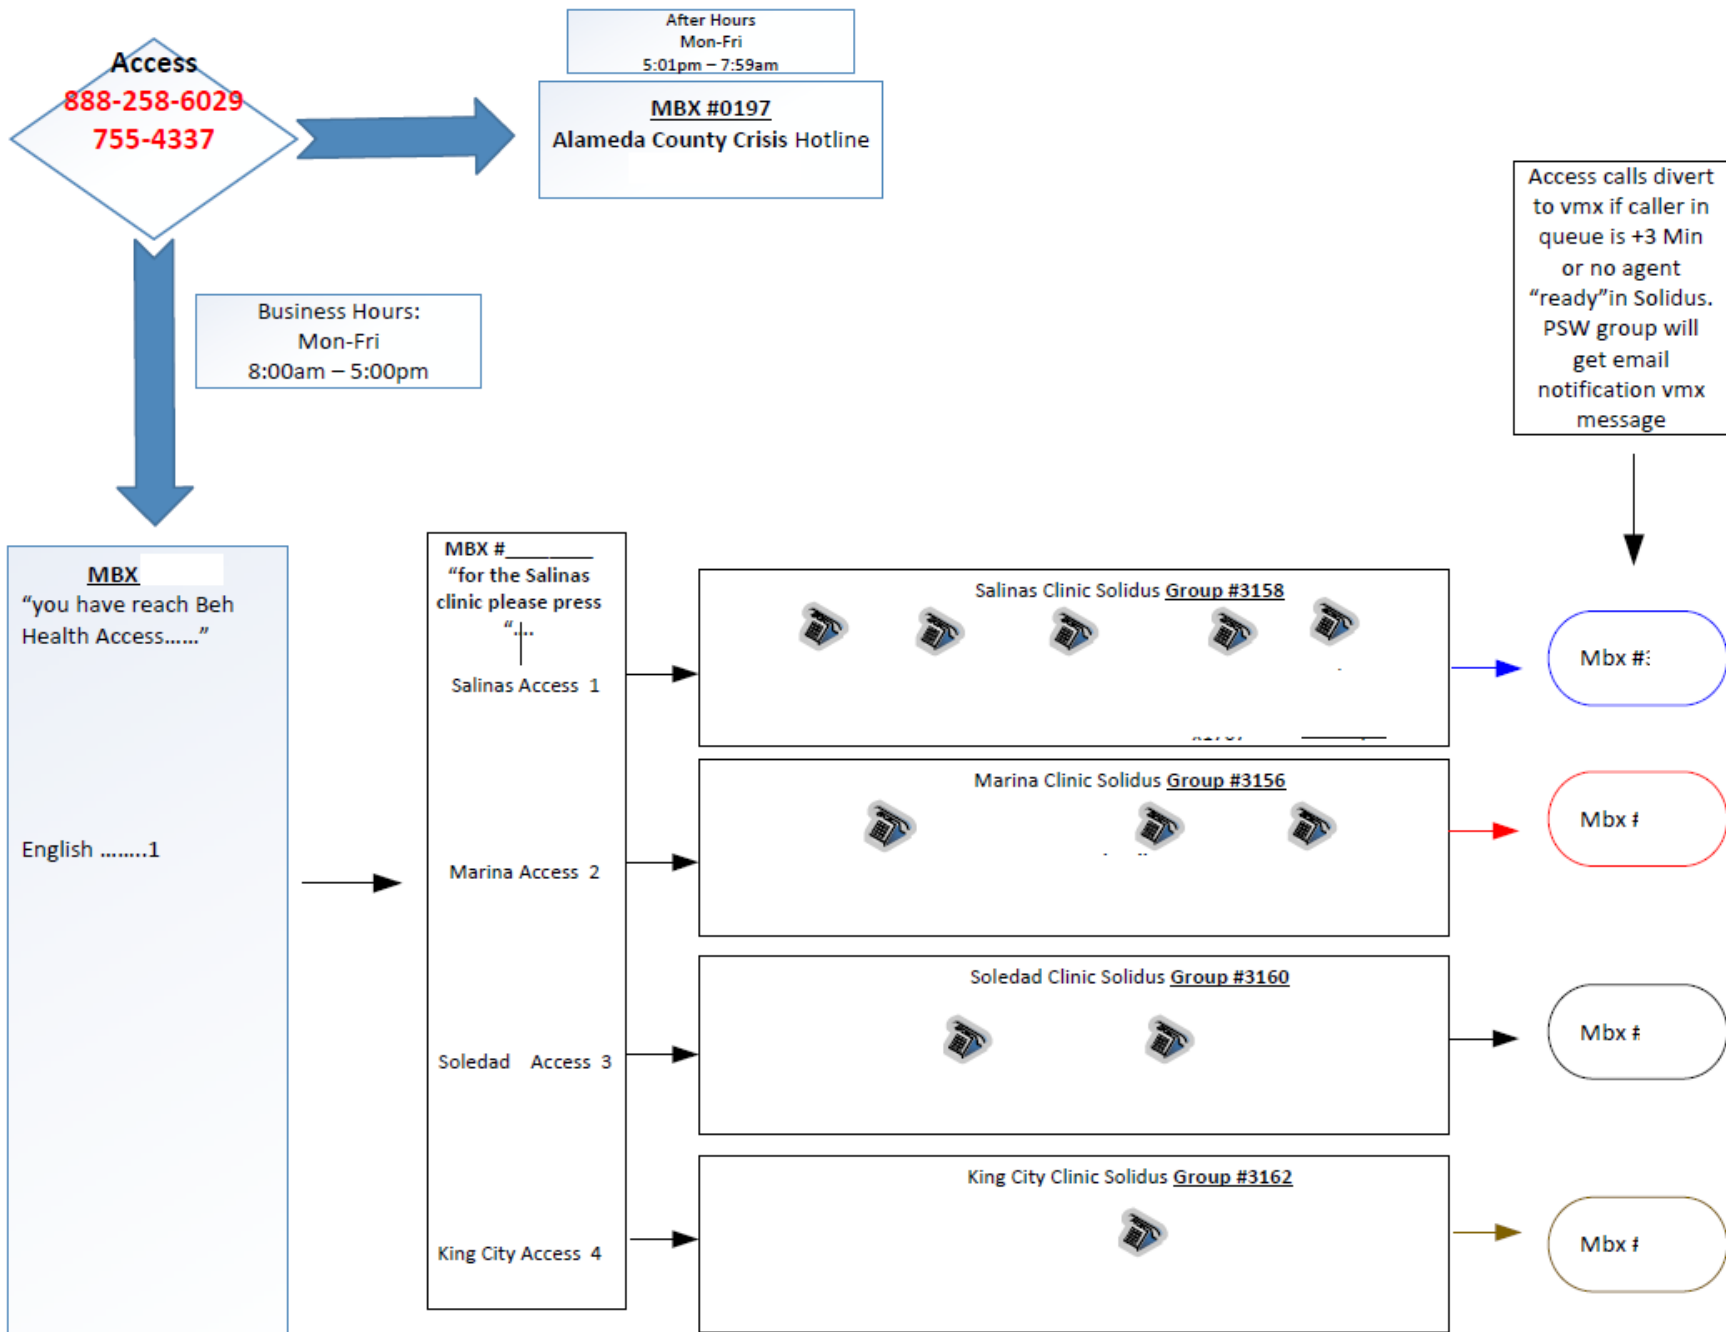 After Hours
Mon-Fri
5:01pm – 7:59am
Access
888-258-6029
755-4337
MBX #0197
Alameda County Crisis Hotline
Business Hours:
Mon-Fri
8:00am – 5:00pm
Access calls divert
to vmx if caller in
queue is +3 Min
or no agent
“ready”in Solidus.
PSW group will
get email
notification vmx
message
MBX
“you have reach Beh
Health Access……”
English ……..1
MBX #________
“for the Salinas
clinic please press
“….
Salinas Access 1
Marina Access 2
Soledad Access 3
King City Access 4
Salinas Clinic Solidus Group #3158
Mbx #
Marina Clinic Solidus Group #3156
Mbx
Soledad Clinic Solidus Group #3160
Mbx #
King City Clinic Solidus Group #3162
Mbx